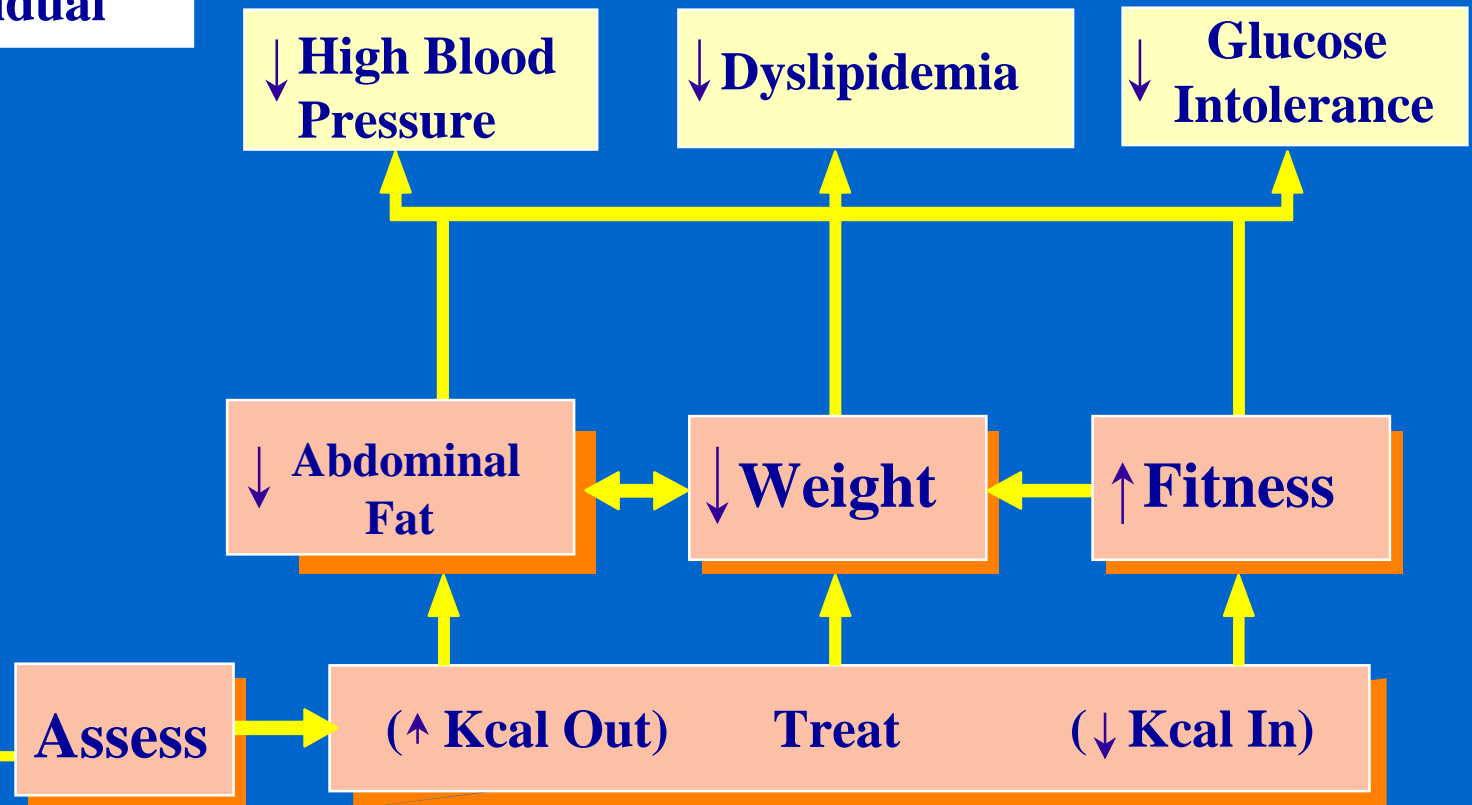 ↓ High Blood
Pressure
↓ Dyslipidemia
↓ Glucose
Intolerance
↓ Abdominal
Fat
↓ Weight
↑ Fitness
Assess
(↑ Kcal Out) Treat (↓ Kcal In)